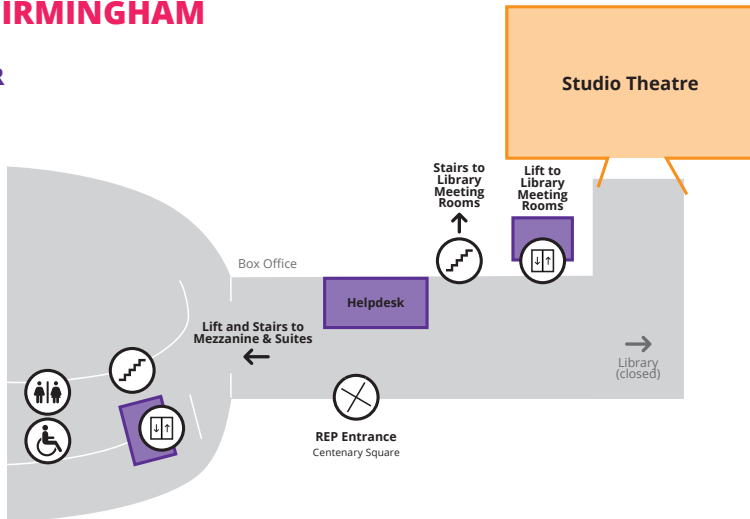 IRMINGHAM
R
Studio Theatre
Stairs to
Library
Meeting
Rooms
Lift to
Library
Meeting
Rooms
Box Office
Helpdesk
Lift and Stairs to
Mezzanine & Suites
Library
(closed)
REP Entrance
Centenary Square